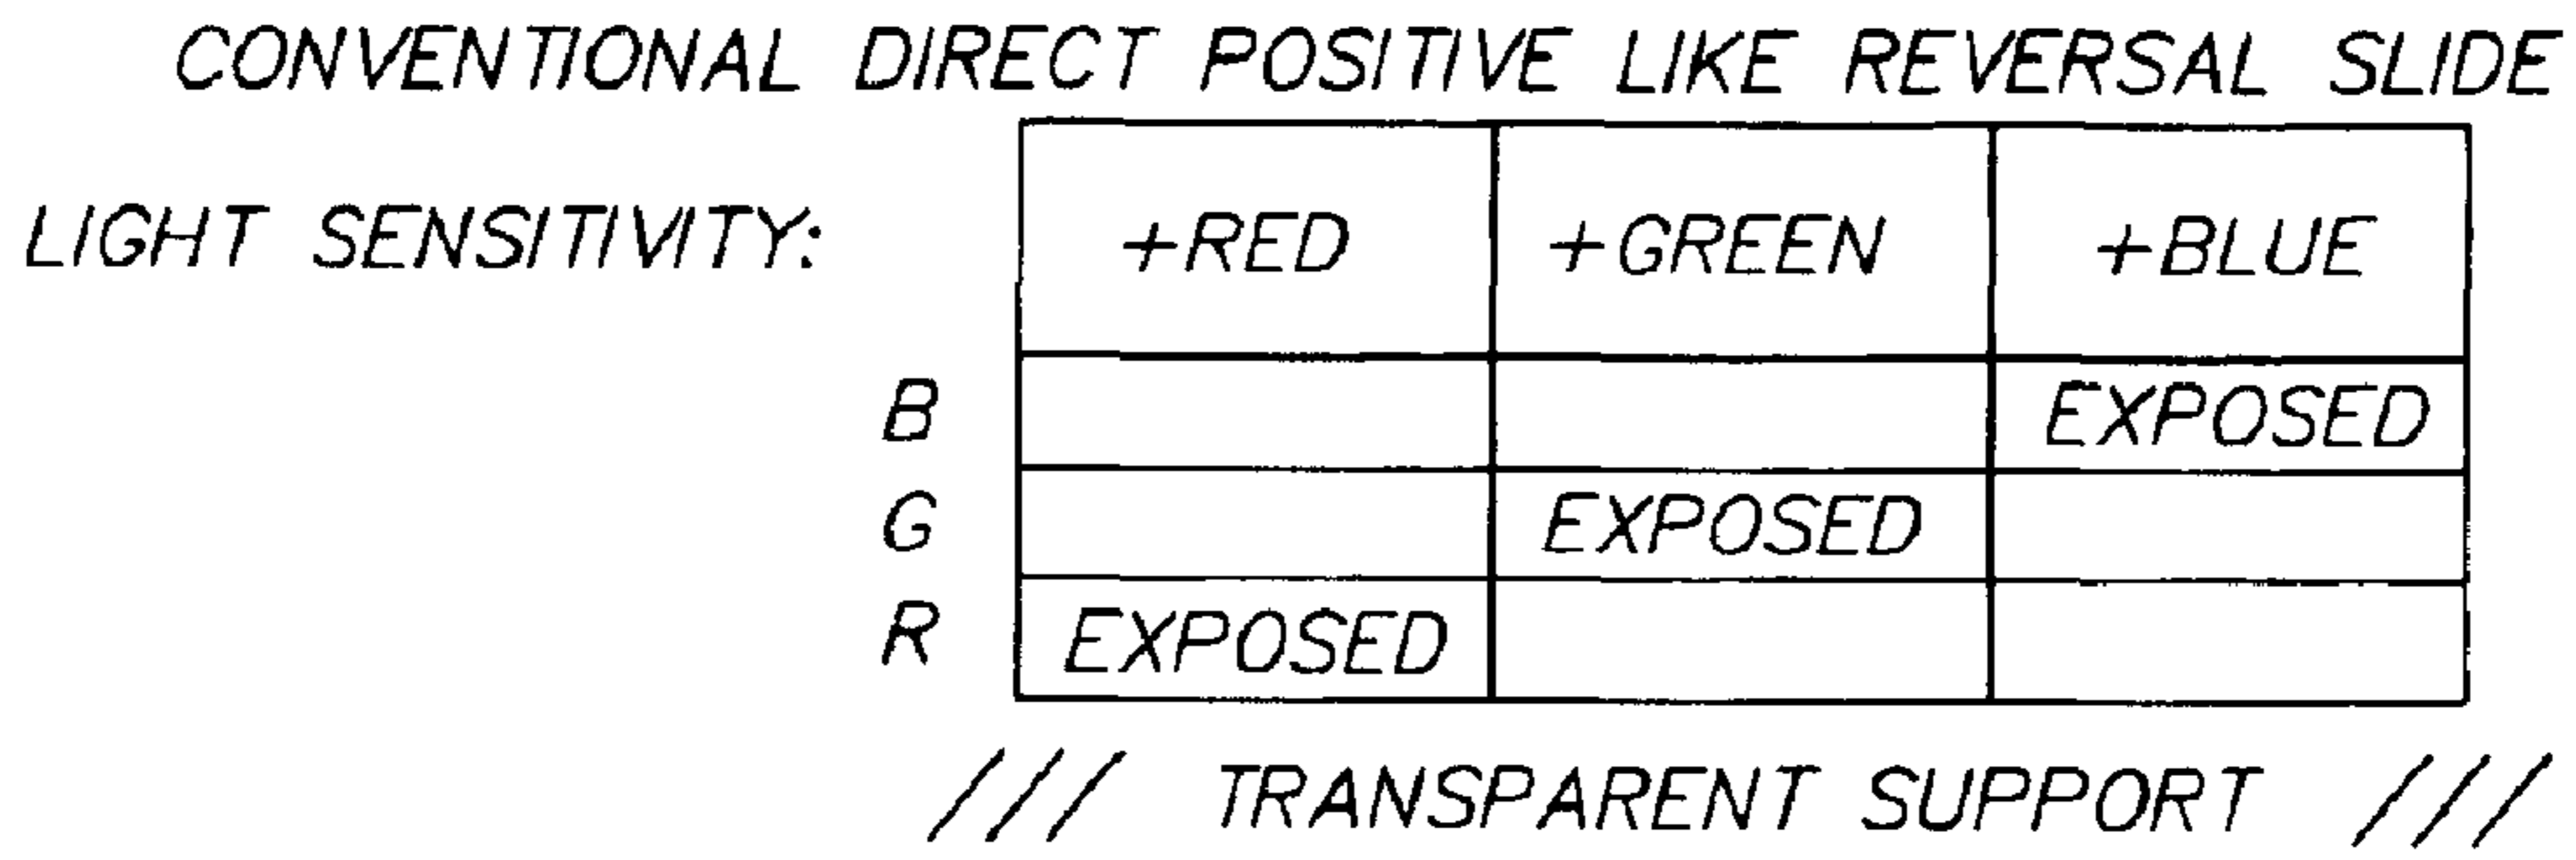 CONVENTIONAL DIRECT POSITIVE LIKE REVERSAL SLIDE
LIGHT SENSITIVITY: +RED +GREEN +BLUE
B EXPOSED
G EXPOSED
R EXPOSED
/// TRANSPARENT SUPPORT ///